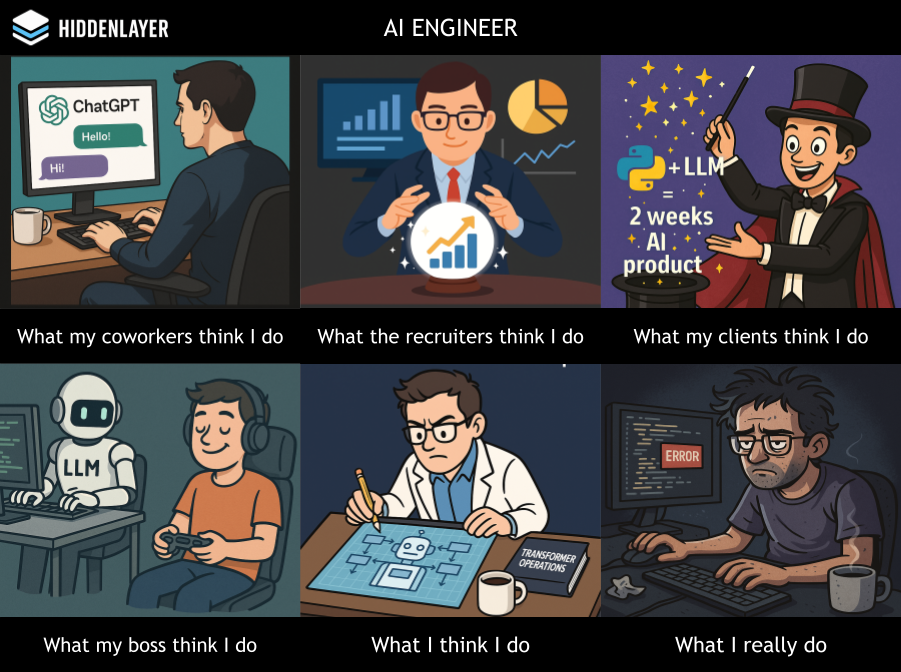 HIDDENLAYER
AI ENGINEER
ChatGPT
Hello!
Hi!
+ LLM
=
2 weeks
AI
product
What my coworkers think I do
What the recruiters think I do
What my clients think I do
LLM
TRANSFORMER
OPERATIONS
ERROR
What my boss think I do
What I think I do
What I really do